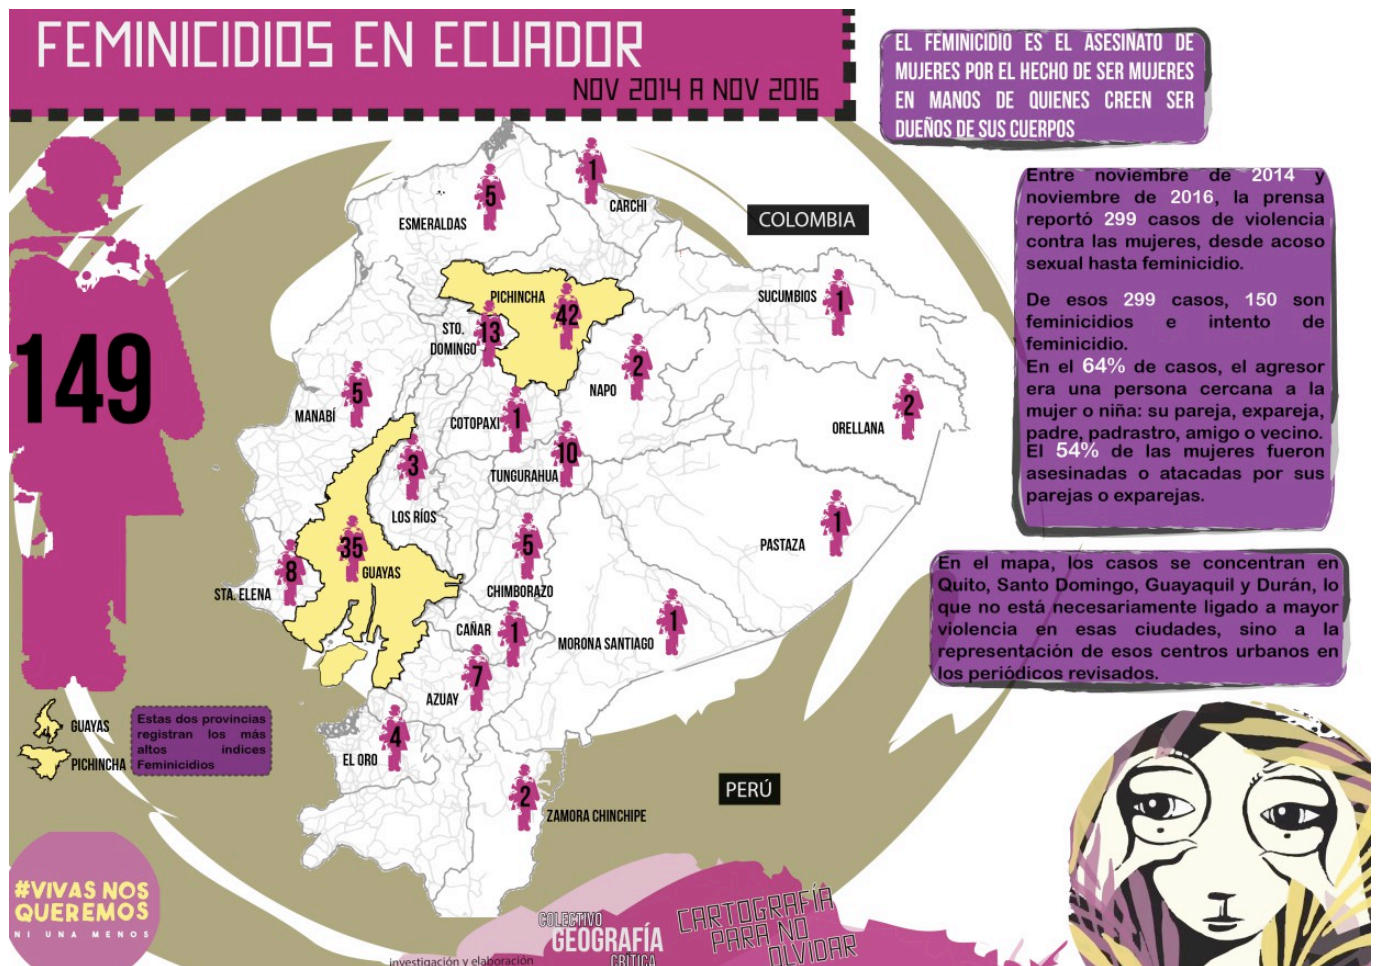 FEMINICIDIOS EN ECUADOR
NOV 2014 A NOV 2016
EL FEMINICIDIO ES EL ASESINATO DE
MUJERES POR EL HECHO DE SER MUJERES
EN MANOS DE QUIENES CREEN SER
DUEÑOS DE SUS CUERPOS
Entre noviembre de 2014 y
noviembre de 2016, la prensa
reportó 299 casos de violencia
contra las mujeres, desde acoso
sexual hasta feminicidio.
De esos 299 casos, 150 son
feminicidios e intento de
feminicidio.
En el 64% de casos, el agresor
era una persona cercana a la
mujer o niña: su pareja, expareja,
padre, padrastro, amigo o vecino.
El 54% de las mujeres fueron
asesinadas o atacadas por sus
parejas o exparejas.
En el mapa, los casos se concentran en
Quito, Santo Domingo, Guayaquil y Durán, lo
que no está necesariamente ligado a mayor
violencia en esas ciudades, sino a la
representación de esos centros urbanos en
los periódicos revisados.
149
1
CARCHI
5
ESMERALDAS
COLOMBIA
PICHINCHA
42
SUCUMBIOS
1
STO.
DOMINGO
13
2
NAPO
5
MANABÍ
COTOPAXI
1
2
ORELLANA
3
LOS RÍOS
10
TUNGURAHUA
35
GUAYAS
8
STA. ELENA
5
CHIMBORAZO
1
PASTAZA
CAÑAR
1
MORONA SANTIAGO
1
7
AZUAY
4
EL ORO
2
ZAMORA CHINCHIPE
PERÚ
GUAYAS
PICHINCHA
Estas dos provincias
registran los más
altos índices
Feminicidios
#VIVAS NOS
QUEREMOS
NI UNA MENOS
investigación y elaboración
COLECTIVO
GEOGRAFÍA
CRÍTICA
CARTOGRAFÍA
PARA NO
OLVIDAR